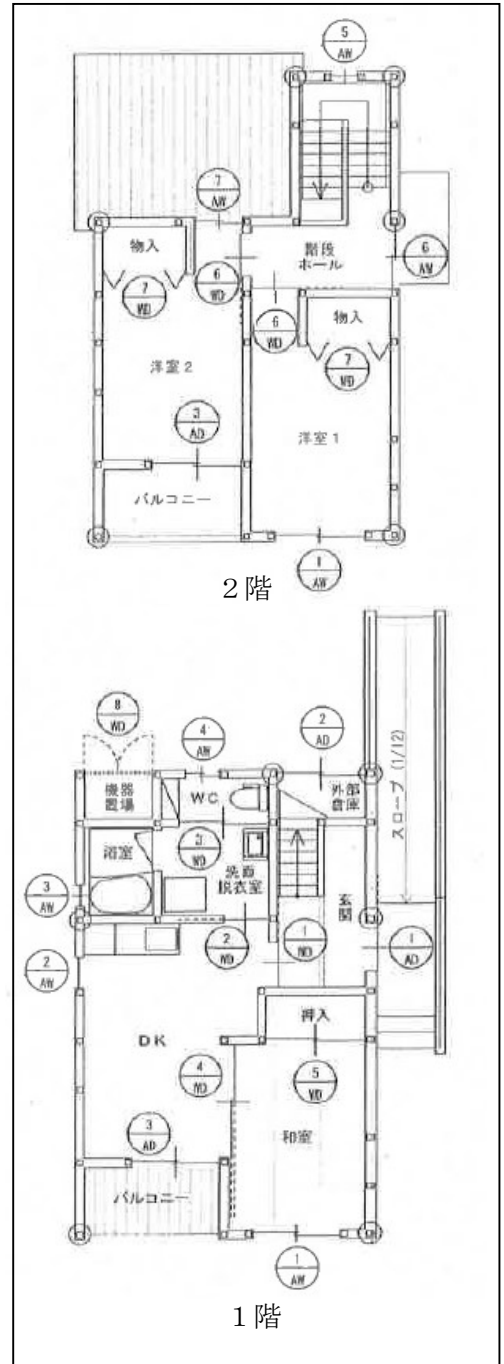 5
AW
7
AW
物入
階段
ホール
6
AW
7
WD
6
WD
6
WD
物入
7
WD
洋室2
3
AD
洋室1
バルコニー
1
AW
2階
8
WD
4
AW
2
AD
機器
置場
WC
外部
倉庫
スロープ (1/12)
浴室
3
WD
洗面
脱衣室
玄関
3
AW
2
WD
1
WD
1
AD
2
AW
押入
DK
4
WD
5
WD
3
AD
和室
バルコニー
1
AW
1階